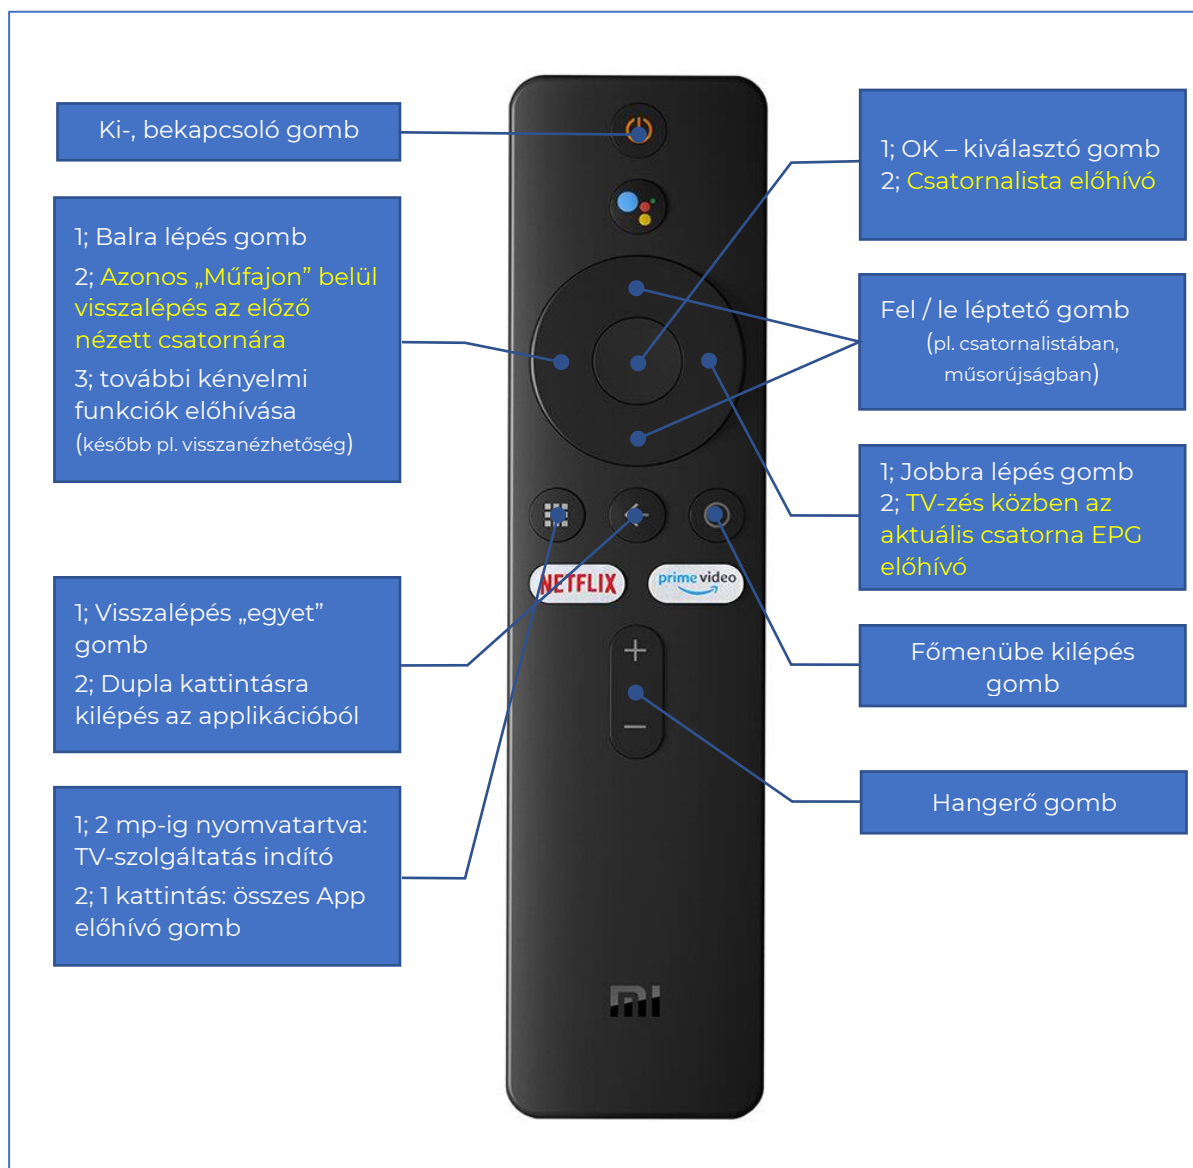 Ki-, bekapcsoló gomb
1; Balra lépés gomb
2; Azonos „Műfajon” belül
visszalépés az előző
nézett csatornára
3; további kényelmi
funkciók előhívása
(később pl. visszanézhetőség)
1; Visszalépés „egyet”
gomb
2; Dupla kattintásra
kilépés az applikációból
1; 2 mp-ig nyomvatartva:
TV-szolgáltatás indító
2; 1 kattintás: összes App
előhívó gomb
NETFLIX
prime video
+
–
mi
1; OK – kiválasztó gomb
2; Csatornalista előhívó
Fel / le léptető gomb
(pl. csatornalistában,
műsorújságban)
1; Jobbra lépés gomb
2; TV-zés közben az
aktuális csatorna EPG
előhívó
Főmenübe kilépés
gomb
Hangerő gomb